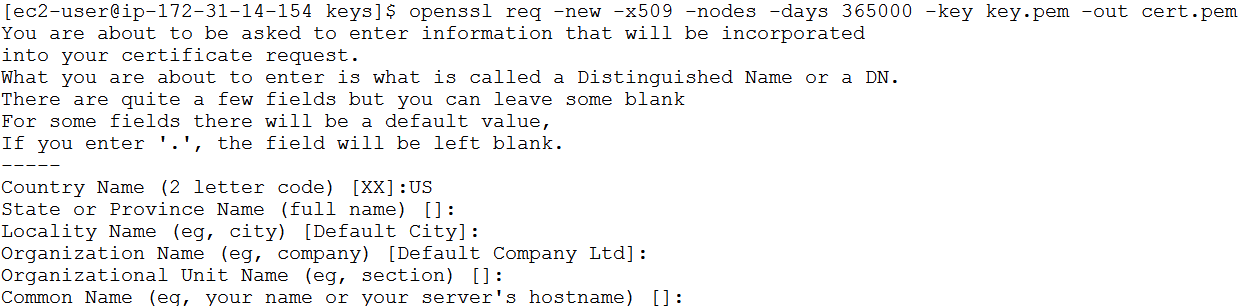 [ec2-user@ip-172-31-14-154 keys]$ openssl req -new -x509 -nodes -days 365000 -key key.pem -out cert.pem
You are about to be asked to enter information that will be incorporated
into your certificate request.
What you are about to enter is what is called a Distinguished Name or a DN.
There are quite a few fields but you can leave some blank
For some fields there will be a default value,
If you enter '.', the field will be left blank.
-----
Country Name (2 letter code) [XX]:US
State or Province Name (full name) []:
Locality Name (eg, city) [Default City]:
Organization Name (eg, company) [Default Company Ltd]:
Organizational Unit Name (eg, section) []:
Common Name (eg, your name or your server's hostname) []: